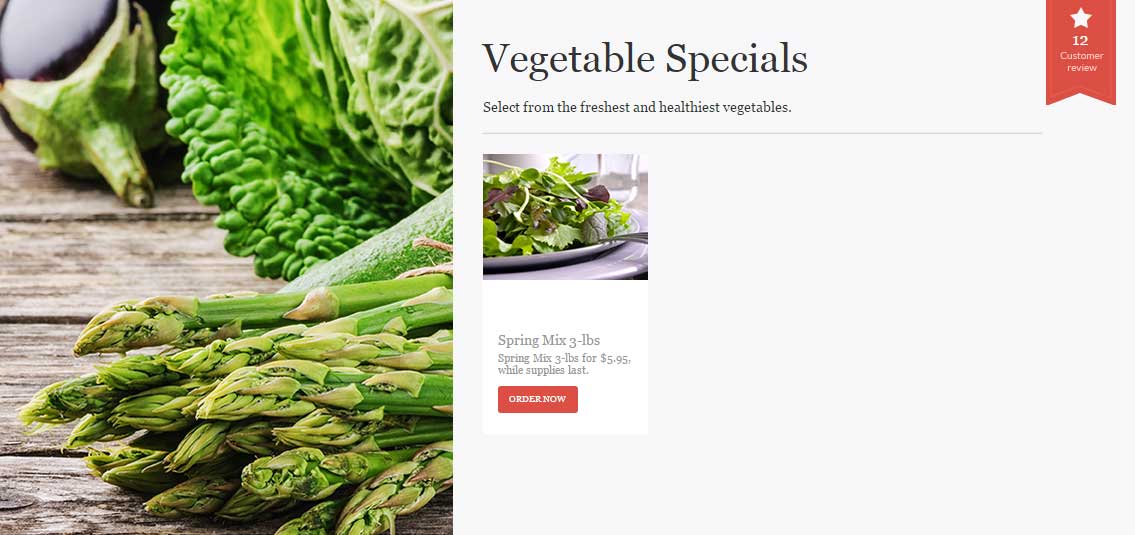 Vegetable Specials
12
Customer
review
Select from the freshest and healthiest vegetables.
Spring Mix 3-lbs
Spring Mix 3-lbs for $5.95,
while supplies last.
ORDER NOW